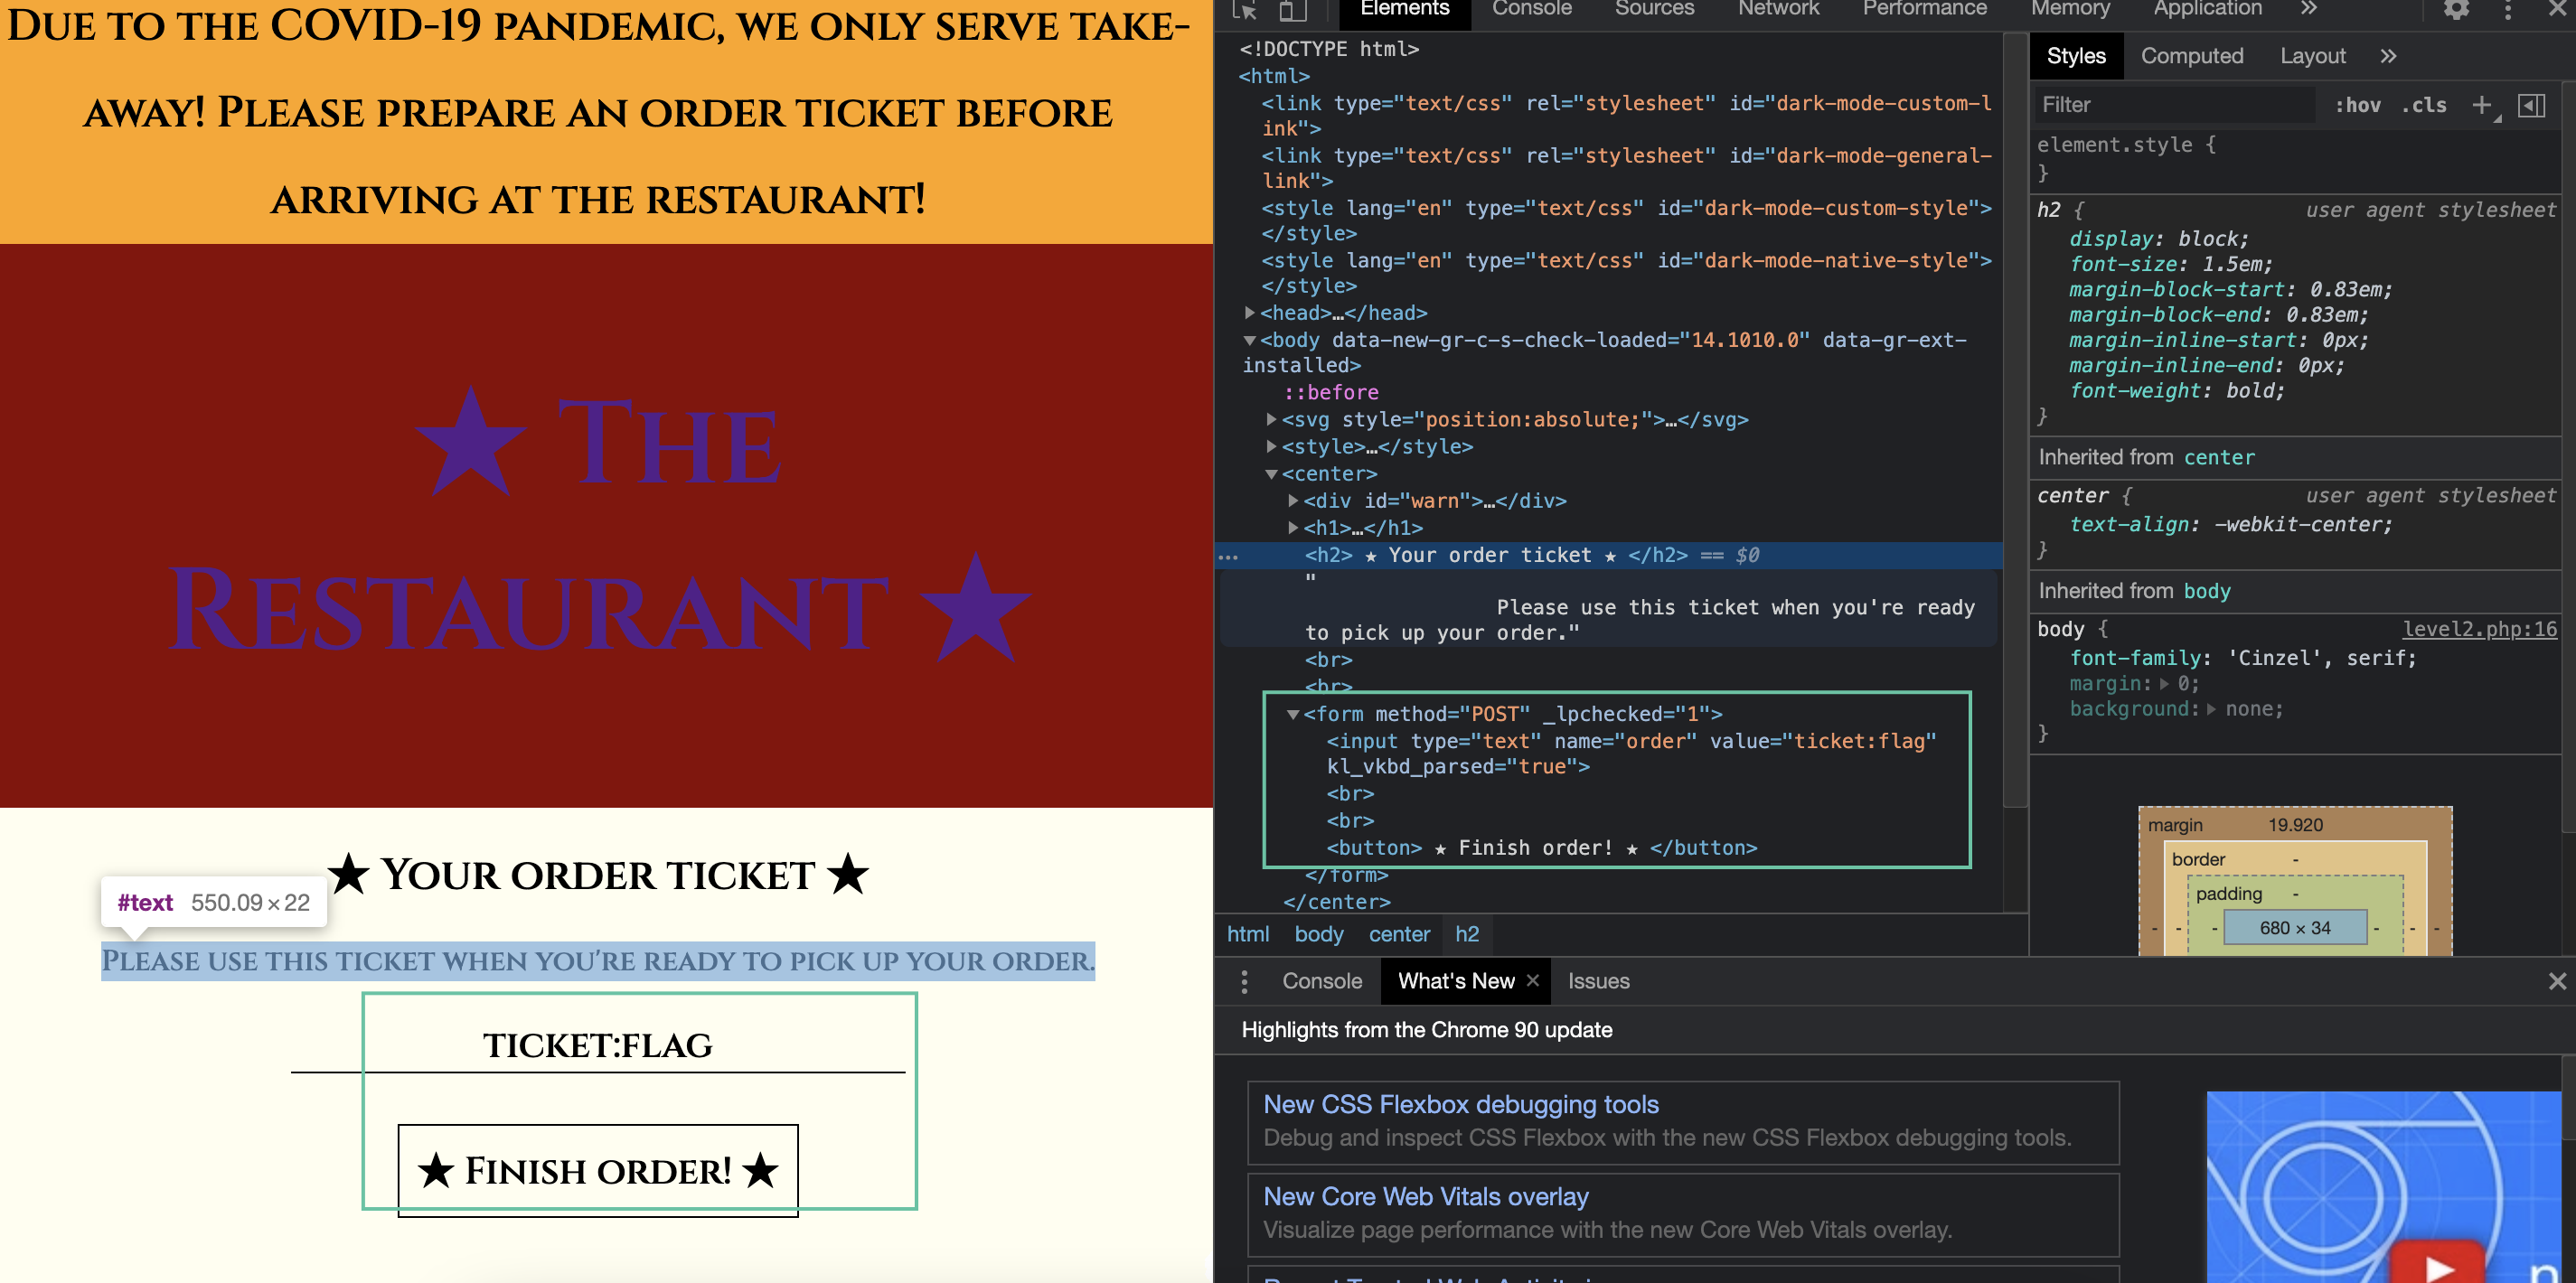 Due to the COVID-19 pandemic, we only serve take-
away! Please prepare an order ticket before
arriving at the restaurant!
★ The
Restaurant ★
★ Your order ticket ★
#text 550.09 × 22
Please use this ticket when you're ready to pick up your order.
ticket:flag
★ Finish order! ★
Elements Console Sources Network Performance Memory Application »
<!DOCTYPE html>
<html>
<link type="text/css" rel="stylesheet" id="dark-mode-custom-l
ink">
<link type="text/css" rel="stylesheet" id="dark-mode-general-
link">
<style lang="en" type="text/css" id="dark-mode-custom-style">
</style>
<style lang="en" type="text/css" id="dark-mode-native-style">
</style>
▶<head>…</head>
▼<body data-new-gr-c-s-check-loaded="14.1010.0" data-gr-ext-
installed>
::before
▶<svg style="position:absolute;">…</svg>
▶<style>…</style>
▼<center>
▶<div id="warn">…</div>
▶<h1>…</h1>
… <h2> ★ Your order ticket ★ </h2> == $0
"
Please use this ticket when you're ready
to pick up your order."
<br>
<br>
▼<form method="POST" _lpchecked="1">
<input type="text" name="order" value="ticket:flag"
kl_vkbd_parsed="true">
<br>
<br>
<button> ★ Finish order! ★ </button>
</form>
</center>
html body center h2
Styles Computed Layout »
Filter :hov .cls +
element.style {
}
h2 { user agent stylesheet
display: block;
font-size: 1.5em;
margin-block-start: 0.83em;
margin-block-end: 0.83em;
margin-inline-start: 0px;
margin-inline-end: 0px;
font-weight: bold;
}
Inherited from center
center { user agent stylesheet
text-align: -webkit-center;
}
Inherited from body
body { level2.php:16
font-family: 'Cinzel', serif;
margin:▶ 0;
background:▶ none;
}
margin 19.920
border -
padding -
- - - 680 × 34 - - -
Console What's New × Issues
Highlights from the Chrome 90 update
New CSS Flexbox debugging tools
Debug and inspect CSS Flexbox with the new CSS Flexbox debugging tools.
New Core Web Vitals overlay
Visualize page performance with the new Core Web Vitals overlay.